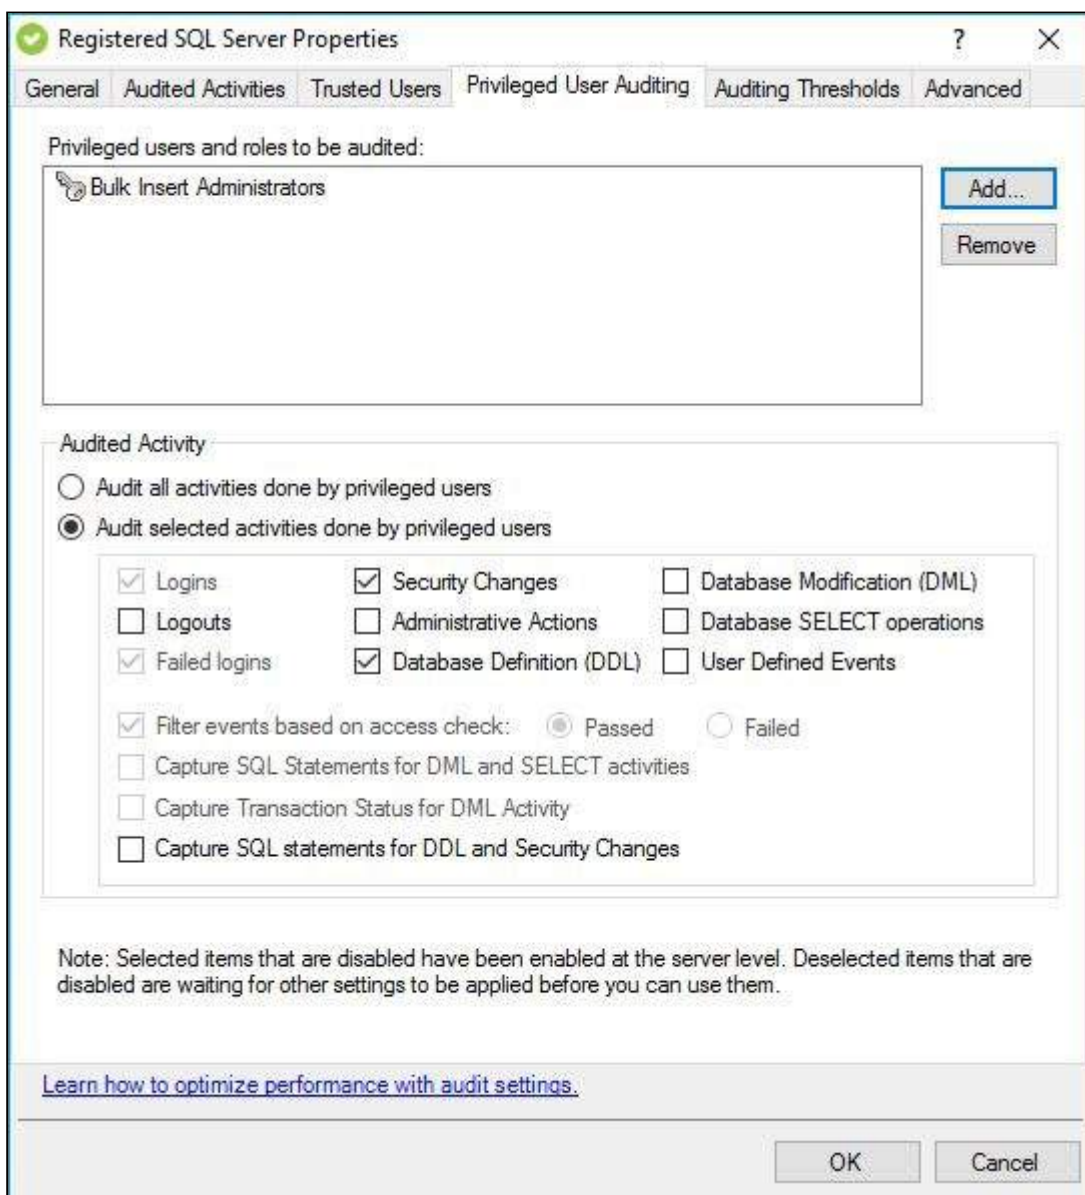 Registered SQL Server Properties ?
General Audited Activities Trusted Users Privileged User Auditing Auditing Thresholds Advanced
Privileged users and roles to be audited:
Bulk Insert Administrators
Add...
Remove
Audited Activity
Audit all activities done by privileged users
Audit selected activities done by privileged users
Logins Security Changes Database Modification (DML)
Logouts Administrative Actions Database SELECT operations
Failed logins Database Definition (DDL) User Defined Events
Filter events based on access check: Passed Failed
Capture SQL Statements for DML and SELECT activities
Capture Transaction Status for DML Activity
Capture SQL statements for DDL and Security Changes
Note: Selected items that are disabled have been enabled at the server level. Deselected items that are
disabled are waiting for other settings to be applied before you can use them.
Learn how to optimize performance with audit settings.
OK Cancel